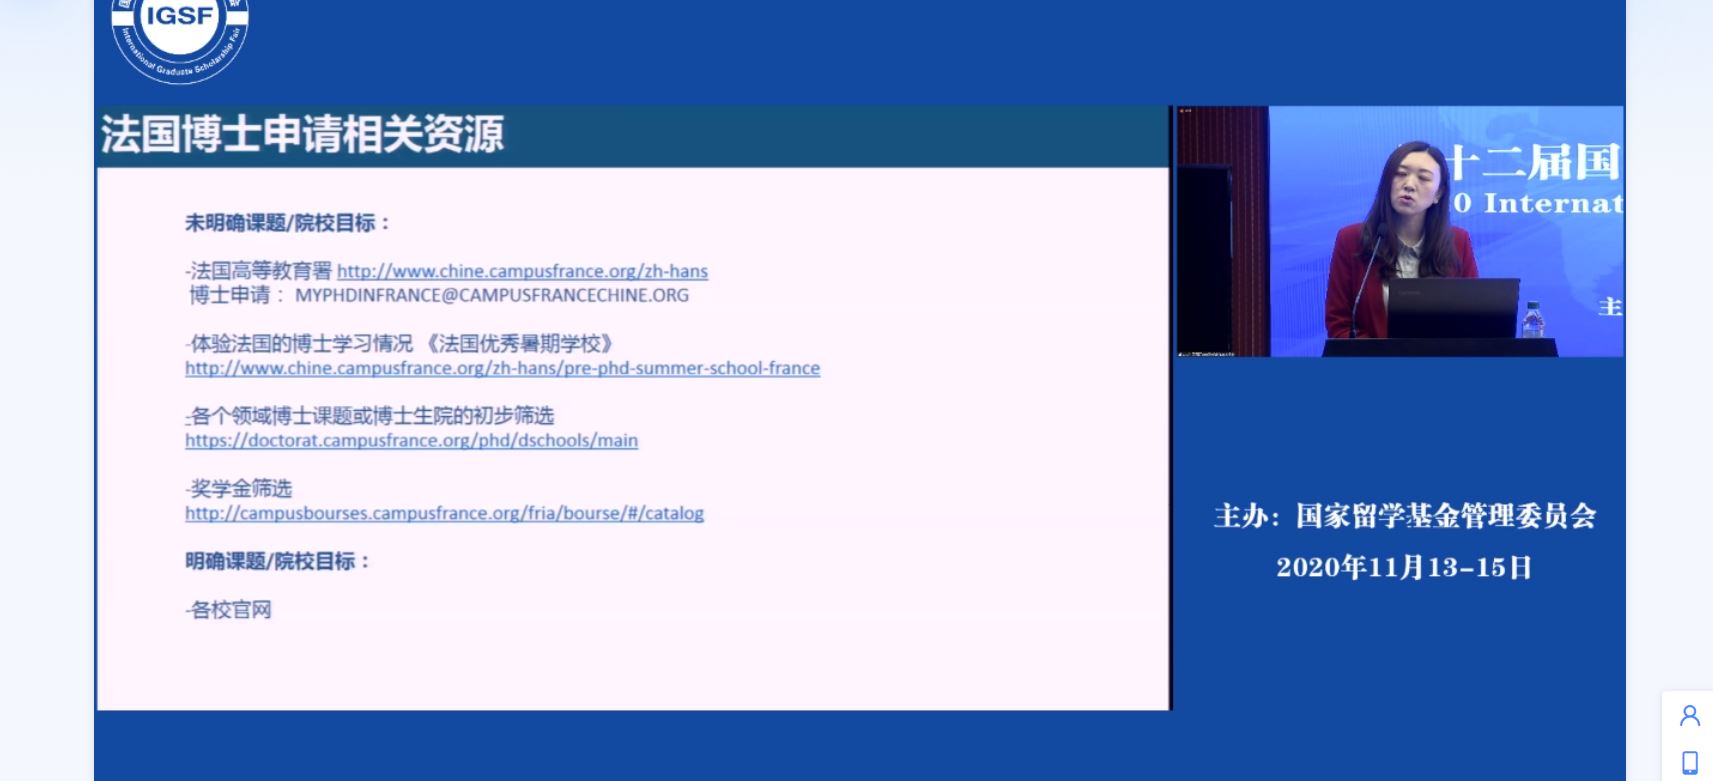 IGSF
International Graduate Scholarship Fair
法国博士申请相关资源
未明确课题/院校目标：
-法国高等教育署 http://www.chine.campusfrance.org/zh-hans
博士申请： MYPHDINFRANCE@CAMPUSFRANCECHINE.ORG
-体验法国的博士学习情况 《法国优秀暑期学校》
http://www.chine.campusfrance.org/zh-hans/pre-phd-summer-school-france
-各个领域博士课题或博士生院的初步筛选
https://doctorat.campusfrance.org/phd/dschools/main
-奖学金筛选
http://campusbourses.campusfrance.org/fria/bourse/#/catalog
明确课题/院校目标：
-各校官网
十二届国
0 Internat
主
主办：国家留学基金管理委员会
2020年11月13-15日